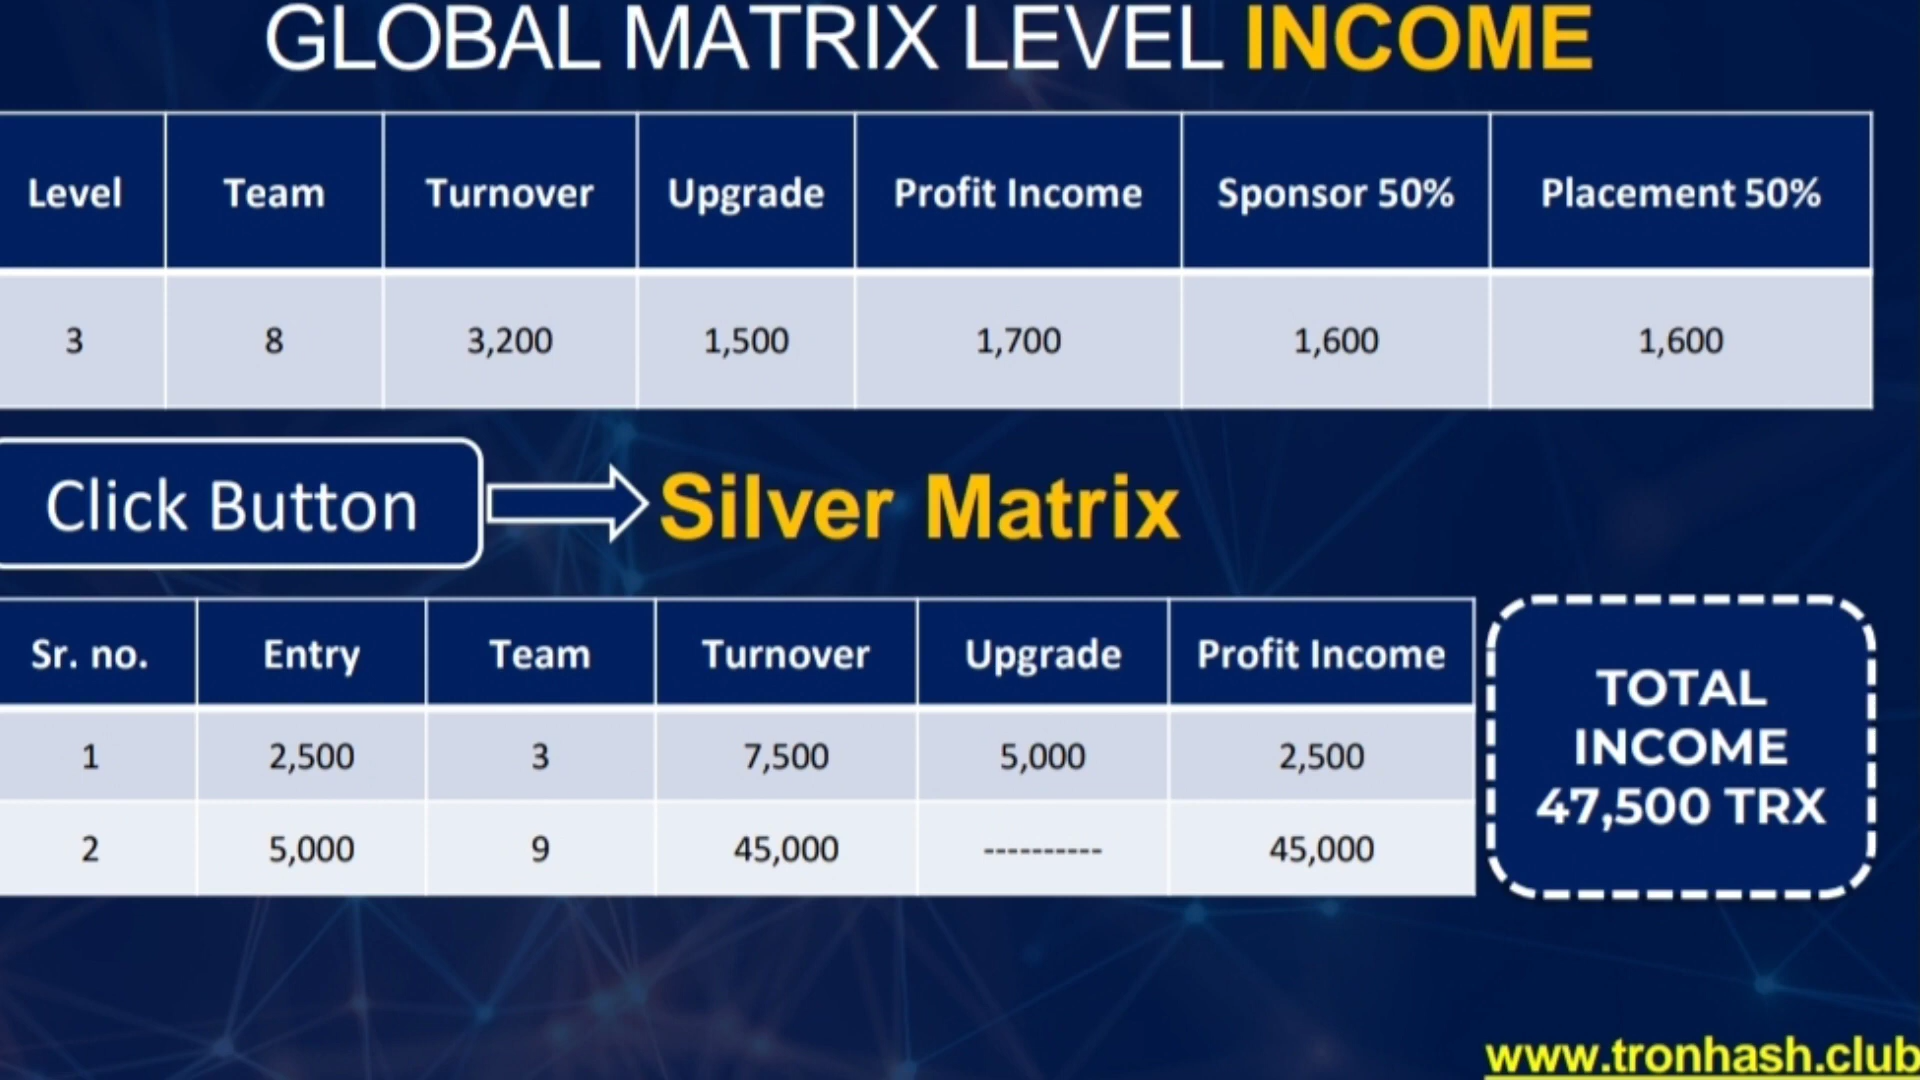 GLOBAL MATRIX LEVEL INCOME
Level Team Turnover Upgrade Profit Income Sponsor 50% Placement 50%
3 8 3,200 1,500 1,700 1,600 1,600
Click Button Silver Matrix
Sr. no. Entry Team Turnover Upgrade Profit Income
1 2,500 3 7,500 5,000 2,500
2 5,000 9 45,000 ---------- 45,000
TOTAL
INCOME
47,500 TRX
www.tronhash.club